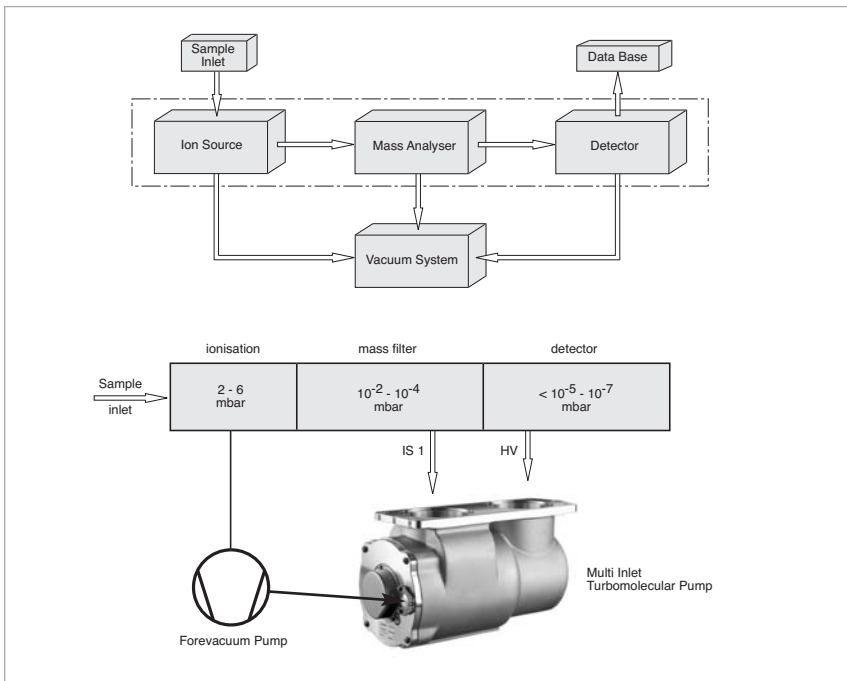 Sample
Inlet
Data Base
Ion Source
Mass Analyser
Detector
Vacuum System
ionisation
mass filter
detector
Sample
inlet
2 - 6
mbar
10⁻² - 10⁻⁴
mbar
< 10⁻⁵ - 10⁻⁷
mbar
IS 1
HV
Multi Inlet
Turbomolecular Pump
Forevacuum Pump